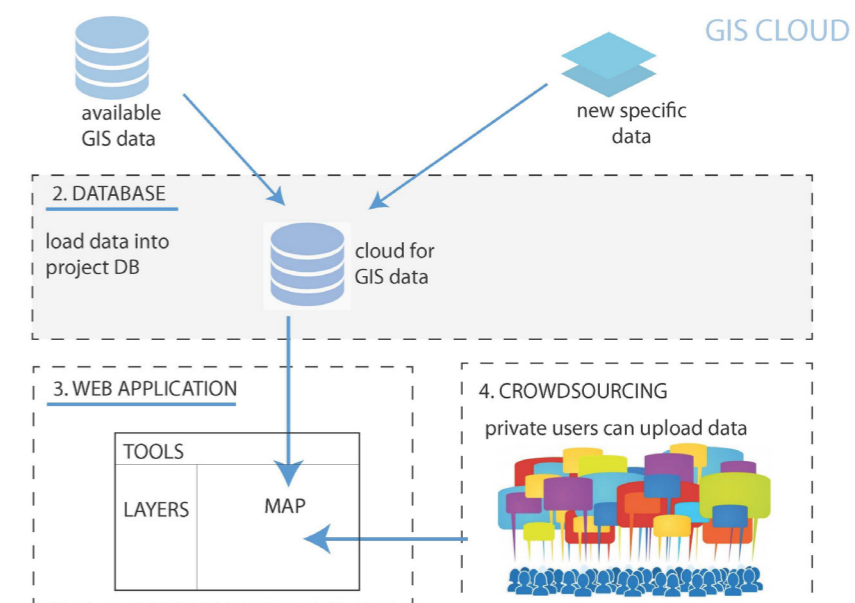 GIS CLOUD
available
GIS data
new specific
data
2. DATABASE
load data into
project DB
cloud for
GIS data
3. WEB APPLICATION
TOOLS
LAYERS
MAP
4. CROWDSOURCING
private users can upload data